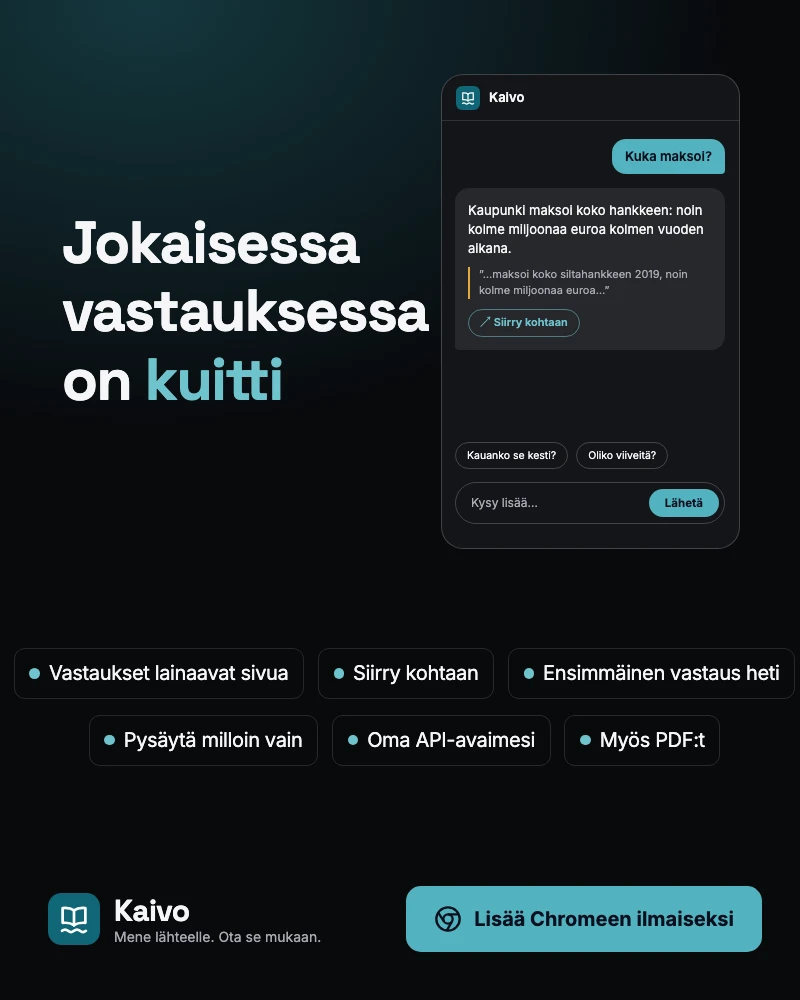 Kaivo
Kuka maksoi?
Kaupunki maksoi koko hankkeen: noin
kolme miljoonaa euroa kolmen vuoden
aikana.
"...maksoi koko siltahankkeen 2019, noin
kolme miljoonaa euroa..."
↗ Siirry kohtaan
Jokaisessa
vastauksessa
on kuitti
Kauanko se kesti?
Oliko viiveitä?
Kysy lisää...
Lähetä
Vastaukset lainaavat sivua
Siirry kohtaan
Ensimmäinen vastaus heti
Pysäytä milloin vain
Oma API-avaimesi
Myös PDF:t
Kaivo
Mene lähteelle. Ota se mukaan.
Lisää Chromeen ilmaiseksi